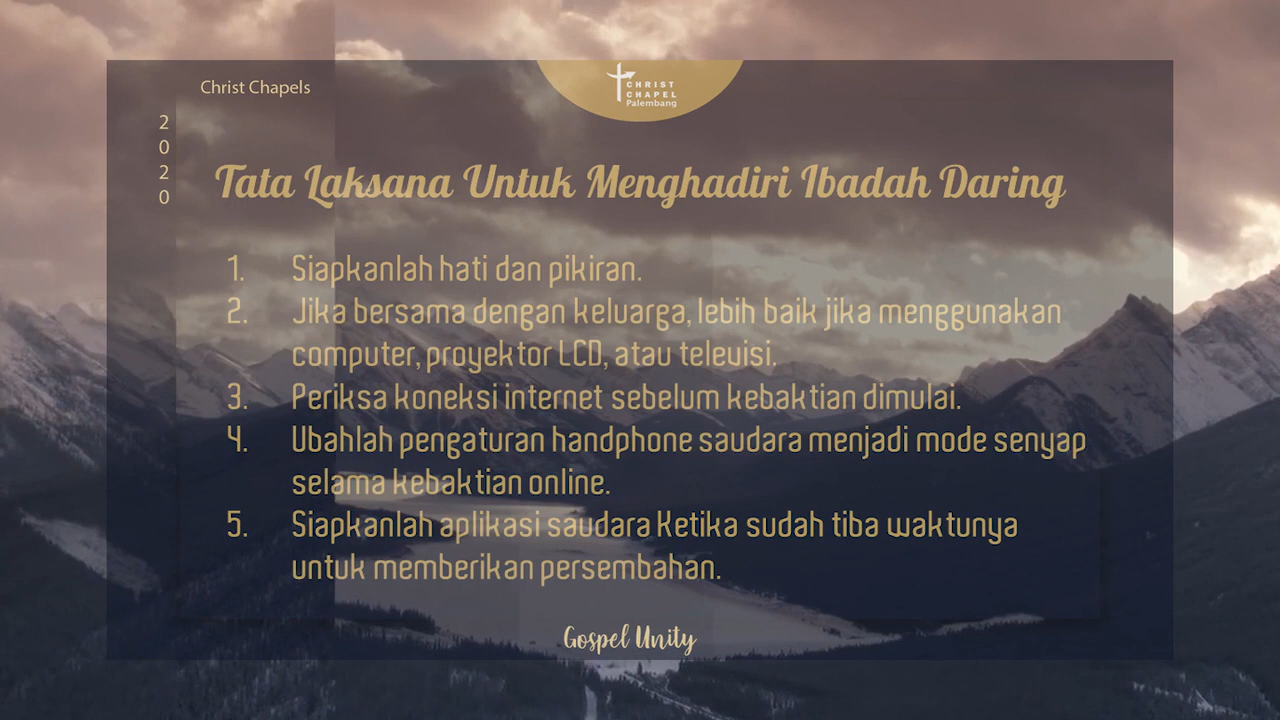 Christ Chapels
2
0
2
0
CHRIST
CHAPEL
Palembang
Tata Laksana Untuk Menghadiri Ibadah Daring
1. Siapkanlah hati dan pikiran.
2. Jika bersama dengan keluarga, lebih baik jika menggunakan
computer, proyektor LCD, atau televisi.
3. Periksa koneksi internet sebelum kebaktian dimulai.
4. Ubahlah pengaturan handphone saudara menjadi mode senyap
selama kebaktian online.
5. Siapkanlah aplikasi saudara Ketika sudah tiba waktunya
untuk memberikan persembahan.
Gospel Unity